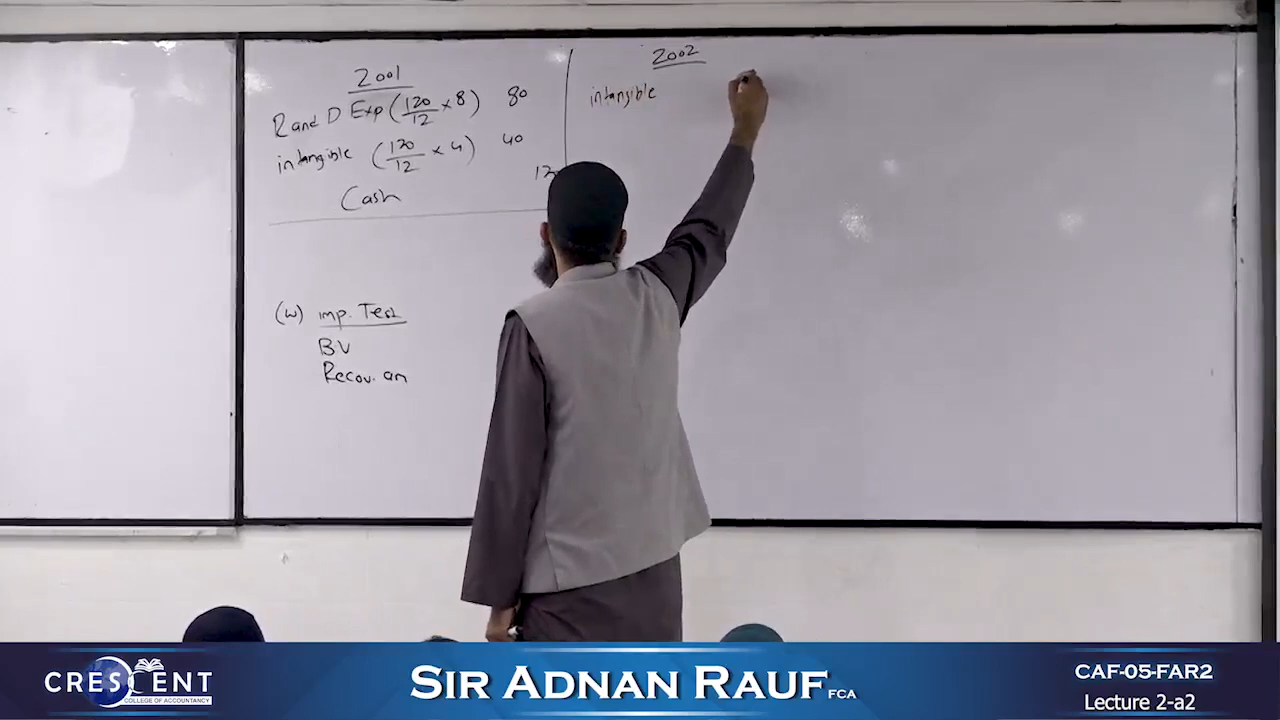 2001
R and D Exp (120/12 × 8) 80
intangible (120/12 × 4) 40
Cash
(W) imp. Test
BV
Recov. am
2002
intangible
CRESCENT
COLLEGE OF ACCOUNTANCY
SIR ADNAN RAUF FCA
CAF-05-FAR2
Lecture 2-a2